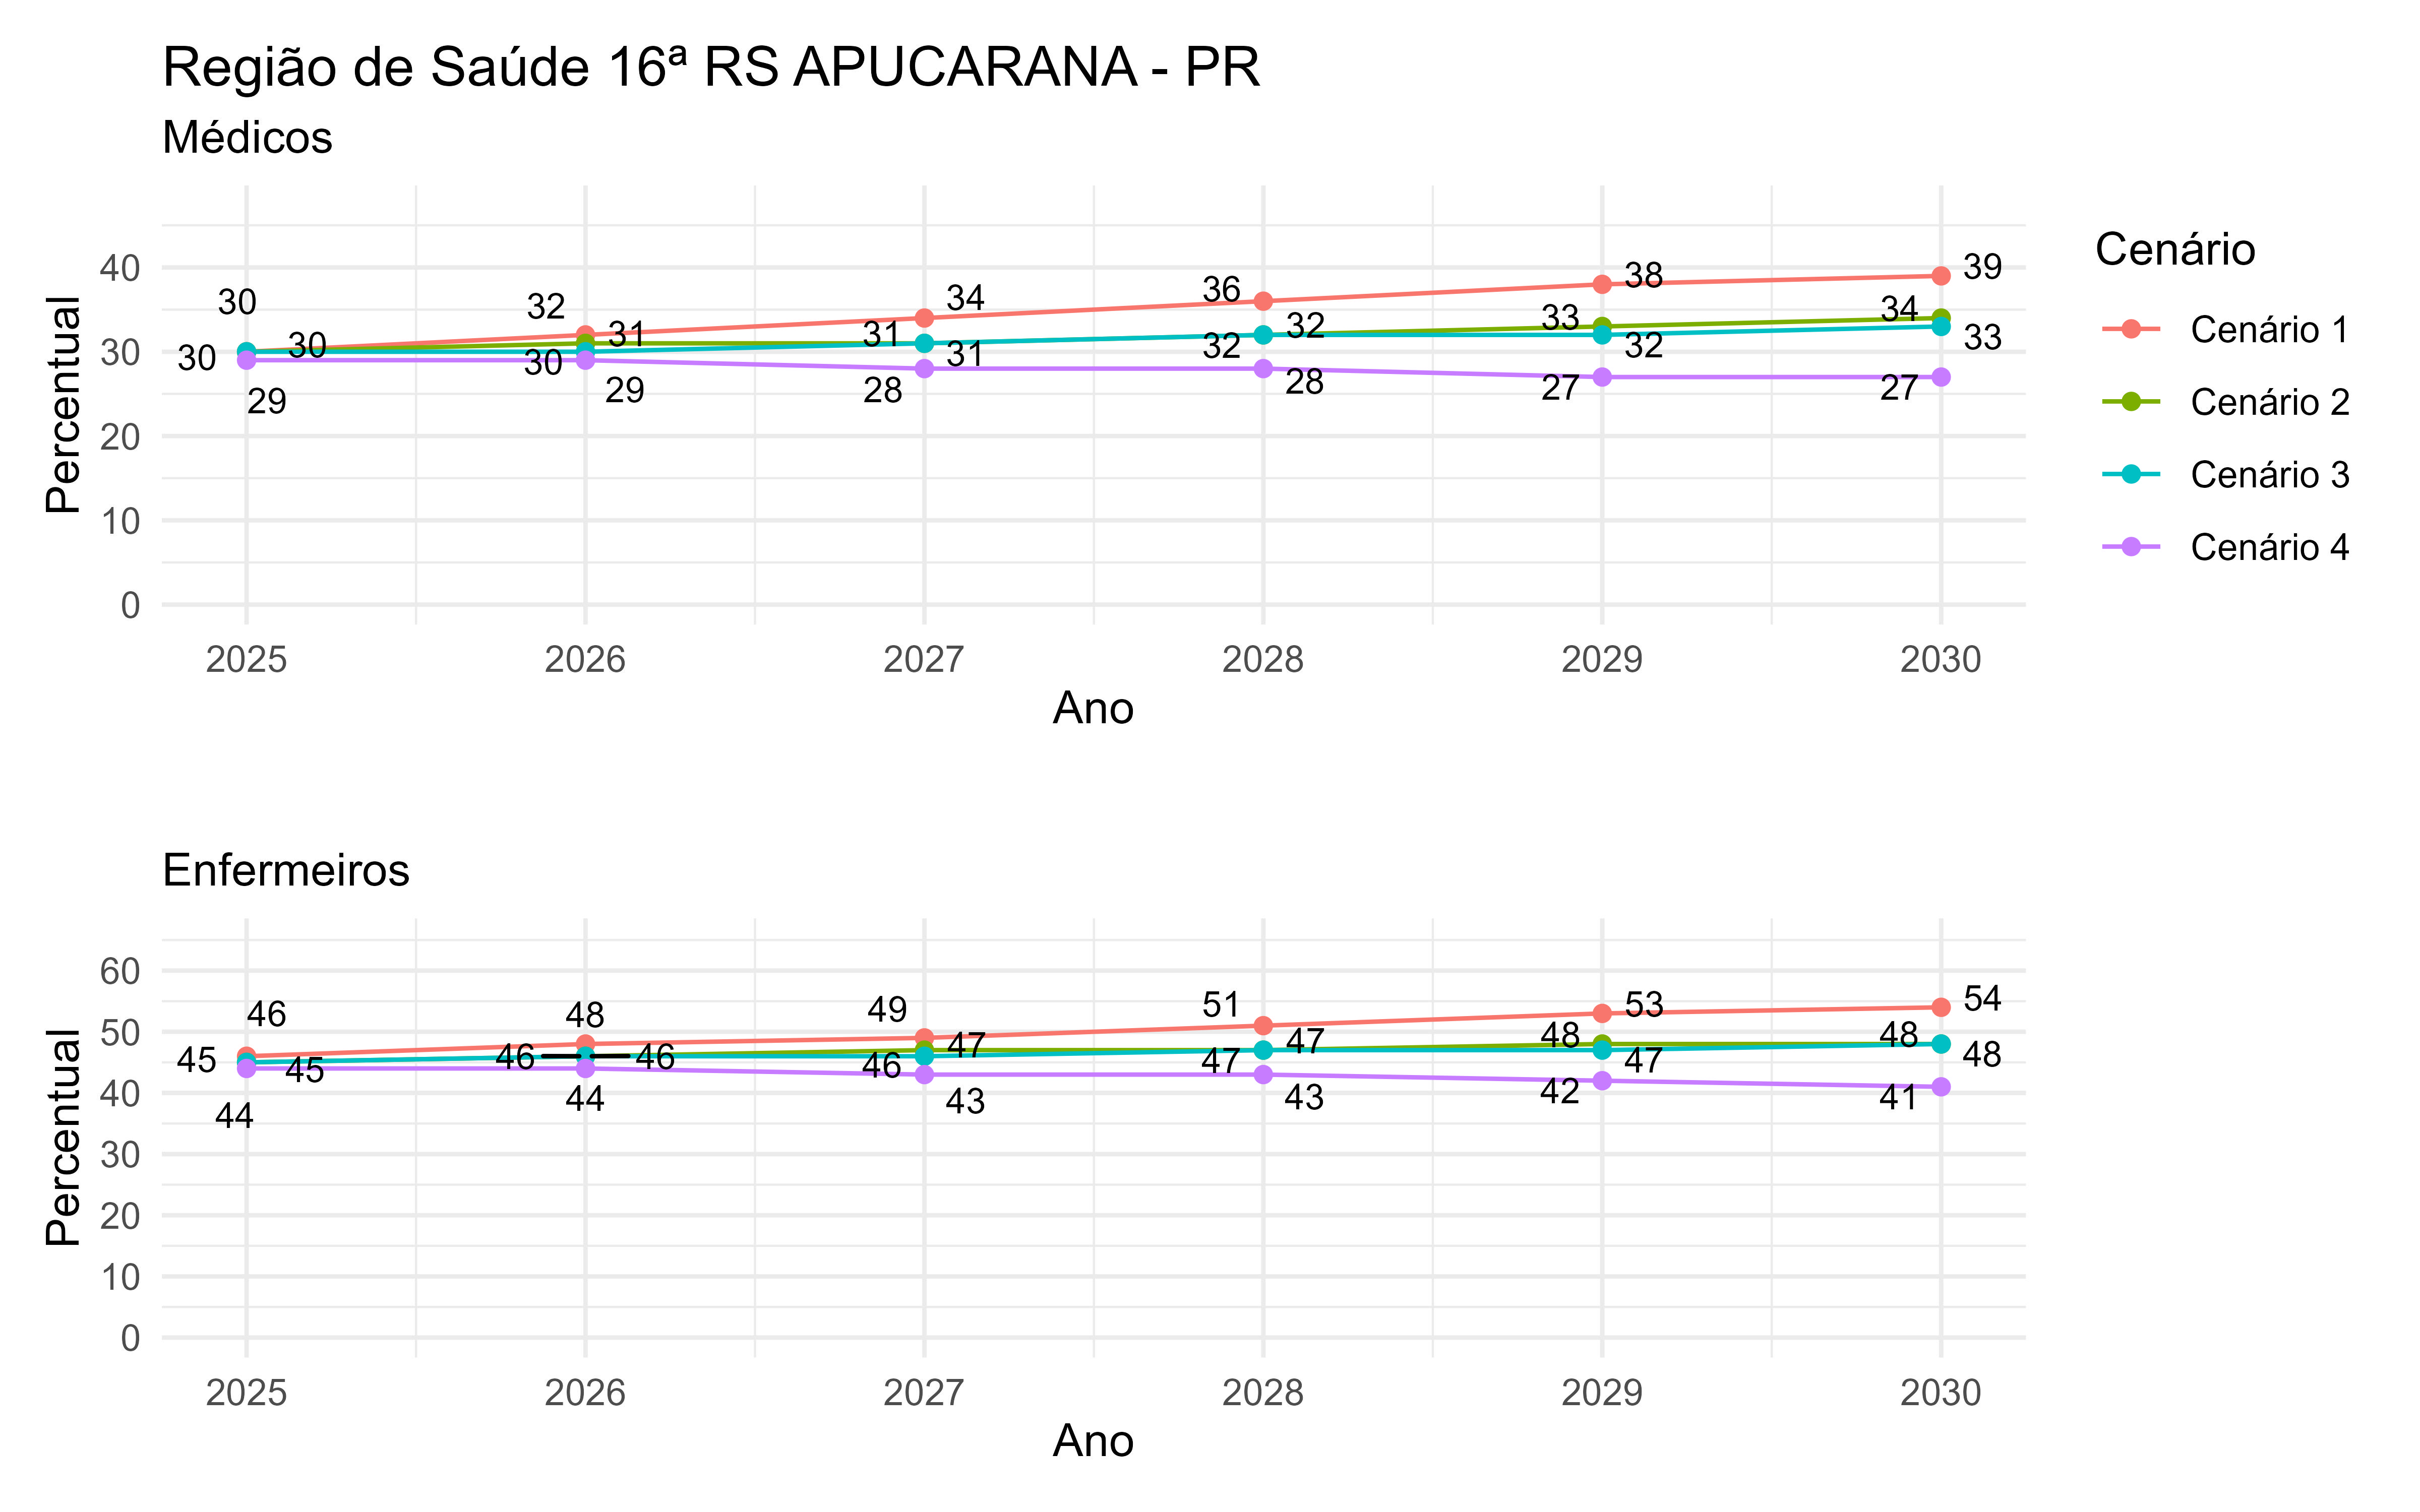 Região de Saúde 16ª RS APUCARANA - PR
Médicos
Percentual
40
30
20
10
0
30 30 30 29
32 31 30 29
34 31 31 28
36 32 32 28
38 33 32 27
39 34 33 27
2025 2026 2027 2028 2029 2030
Ano
Cenário
Cenário 1
Cenário 2
Cenário 3
Cenário 4
Enfermeiros
Percentual
60
50
40
30
20
10
0
46 45 45 44
48 46 46 44
49 47 46 43
51 47 47 43
53 48 47 42
54 48 48 41
2025 2026 2027 2028 2029 2030
Ano